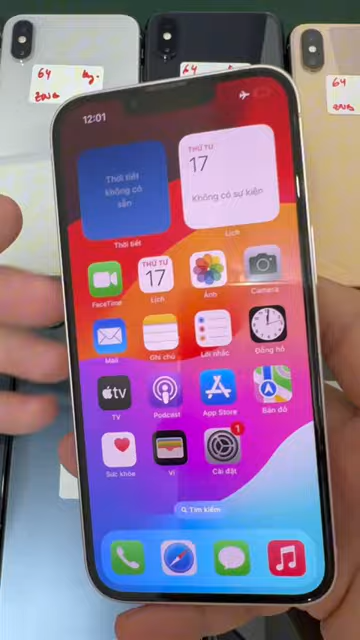 64
64
64
12:01
Thời tiết
không có
sẵn
Thời tiết
THỨ TƯ
17
Không có sự kiện
Lịch
FaceTime
THỨ TƯ
17
Lịch
Ảnh
Camera
Mail
Ghi chú
Lời nhắc
Đồng hồ
tv
TV
Podcast
App Store
Bản đồ
Sức khỏe
Ví
1
Cài đặt
Tìm kiếm